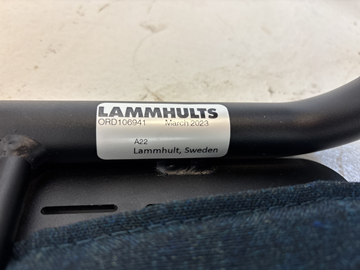 LAMMHULTS
ORD106941 March 2023
A22
Lammhult, Sweden